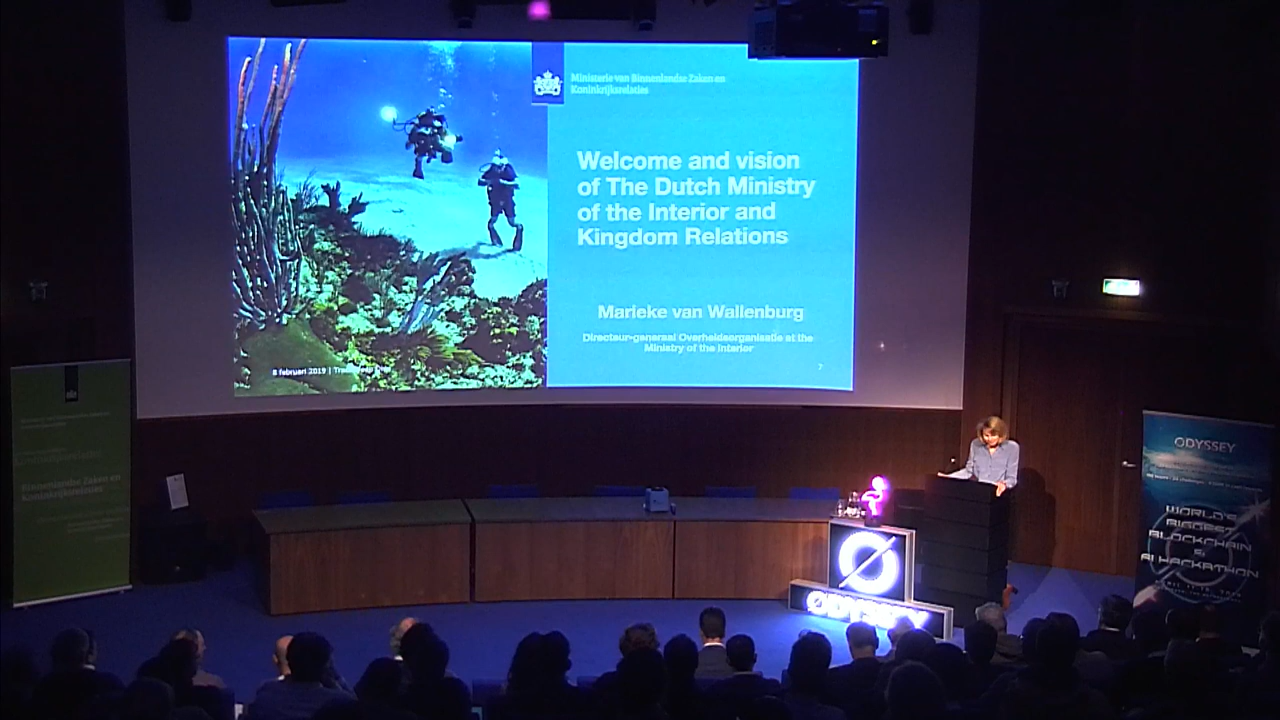 Ministerie van Binnenlandse Zaken en
Koninkrijksrelaties
Welcome and vision
of The Dutch Ministry
of the Interior and
Kingdom Relations
Marieke van Wallenburg
Directeur-generaal Overheidsorganisatie at the
Ministry of the Interior
8 februari 2019 |
Binnenlandse Zaken en
Koninkrijksrelaties
ODYSSEY
ODYSSEY
WORLD'S
BIGGEST
BLOCKCHAIN
&
AI HACKATHON